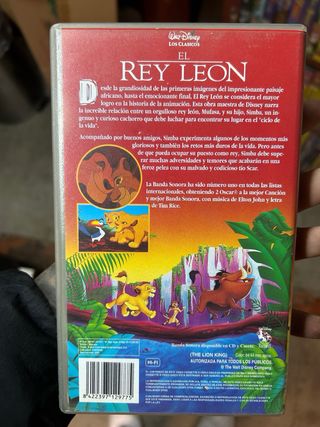 Walt Disney
LOS CLASICOS
EL
REY LEÓN
Desde la grandiosidad de las primeras imágenes del impresionante paisaje
africano, hasta el emocionante final, El Rey León se considera el mayor
logro en la historia de la animación. Esta obra maestra de Disney narra
la increíble relación entre un orgulloso rey león, Mufasa, y su hijo, Simba, un
ingenuo y curioso cachorro que debe luchar para encontrar su lugar en el "ciclo de
la vida".
Acompañado por buenos amigos, Simba experimenta algunos de los momentos más
gloriosos y también los retos más duros de la vida. Pero antes
de que pueda ocupar su puesto como rey, Simba debe supe-
rar muchas adversidades y temores que acabarán en una
feroz pelea con su malvado y codicioso tío Scar.
La Banda Sonora ha sido número uno en todas las listas
internacionales, obteniendo 2 Oscar® a la mejor Canción
y mejor Banda Sonora, con música de Elton John y letra
de Tim Rice.
Banda Sonora disponible en CD y Casete
(THE LION KING)
AUTORIZADA PARA TODOS LOS PUBLICOS.
© The Walt Disney Company
HI-FI
8422397129775